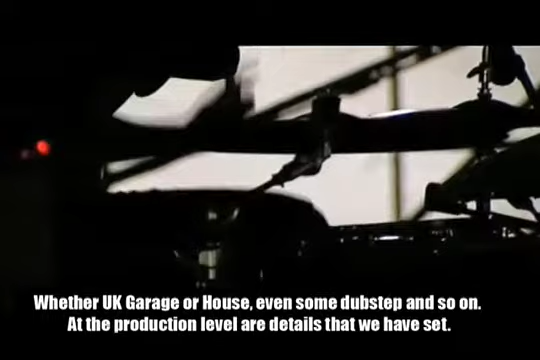 Whether UK Garage or House, even some dubstep and so on.
At the production level are details that we have set.